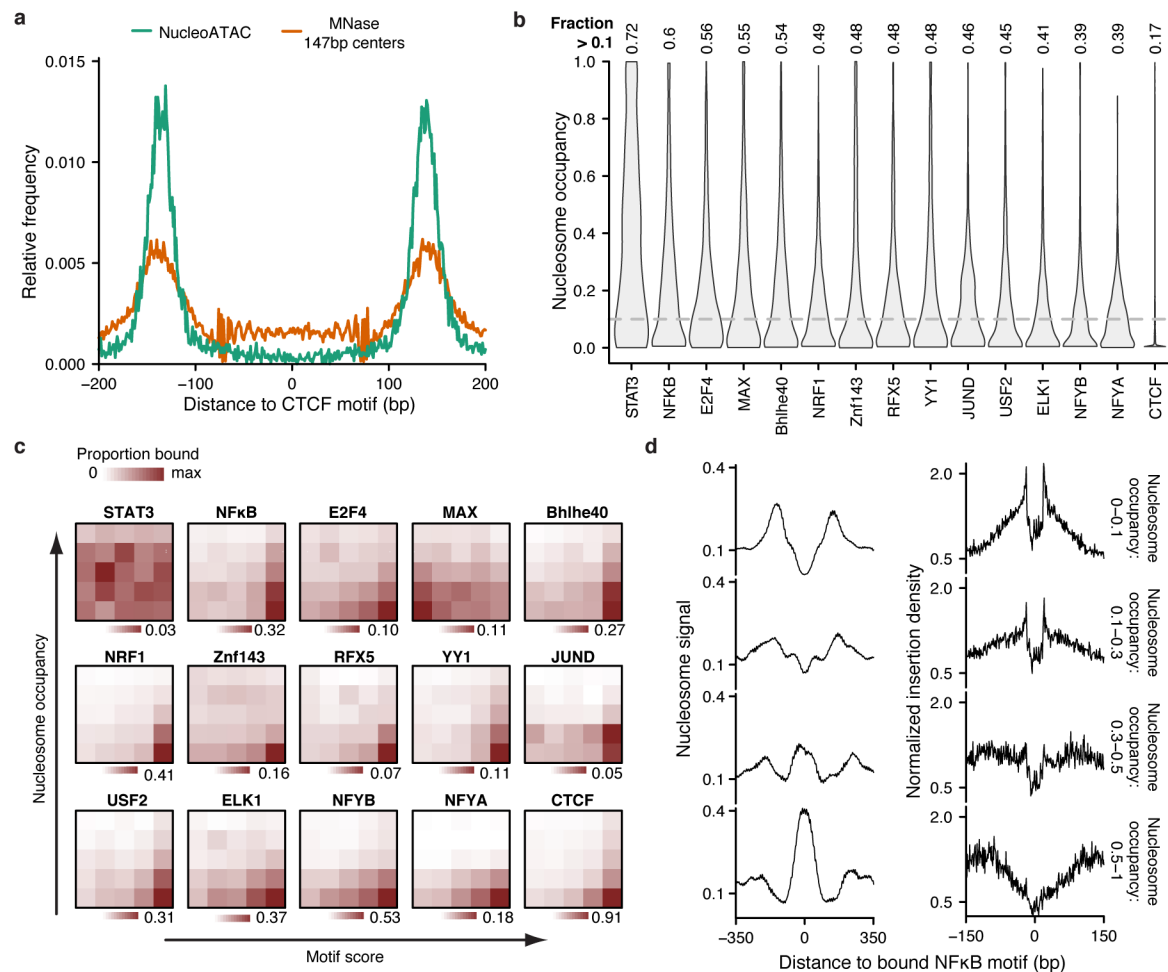 a
NucleoATAC
MNase
147bp centers
0.015
0.010
0.005
0.000
Relative frequency
−200
−100
0
100
200
Distance to CTCF motif (bp)
b
Fraction
> 0.1
0.72
0.6
0.56
0.55
0.54
0.49
0.48
0.48
0.48
0.46
0.45
0.41
0.39
0.39
0.17
1.0
0.8
0.6
0.4
0.2
0.0
Nucleosome occupancy
STAT3
NFKB
E2F4
MAX
Bhlhe40
NRF1
Znf143
RFX5
YY1
JUND
USF2
ELK1
NFYB
NFYA
CTCF
c
Proportion bound
0 max
STAT3 NFκB E2F4 MAX Bhlhe40
0.03 0.32 0.10 0.11 0.27
NRF1 Znf143 RFX5 YY1 JUND
0.41 0.16 0.07 0.11 0.05
USF2 ELK1 NFYB NFYA CTCF
0.31 0.37 0.53 0.18 0.91
Nucleosome occupancy
Motif score
d
0.4
0.1
0.4
0.1
0.4
0.1
0.4
0.1
Nucleosome signal
−350 0 350
2.0
0.5
2.0
0.5
2.0
0.5
2.0
0.5
Normalized insertion density
−150 0 150
Nucleosome
occupancy:
0–0.1
Nucleosome
occupancy:
0.1–0.3
Nucleosome
occupancy:
0.3–0.5
Nucleosome
occupancy:
0.5–1
Distance to bound NFκB motif (bp)